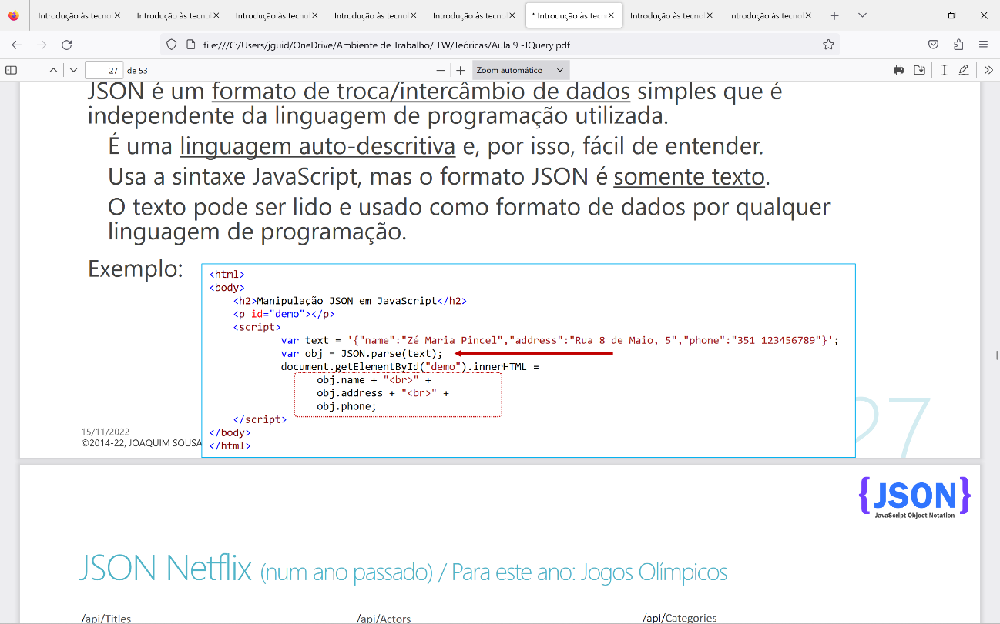 Introdução às tecnol
Introdução às tecnol
Introdução às tecnol
Introdução às tecnol
Introdução às tecnol
* Introdução às tecn
Introdução às tecnol
Introdução às tecnol
file:///C:/Users/jguid/OneDrive/Ambiente de Trabalho/ITW/Teóricas/Aula 9 -JQuery.pdf
27 de 53
Zoom automático
JSON é um formato de troca/intercâmbio de dados simples que é
independente da linguagem de programação utilizada.
É uma linguagem auto-descritiva e, por isso, fácil de entender.
Usa a sintaxe JavaScript, mas o formato JSON é somente texto.
O texto pode ser lido e usado como formato de dados por qualquer
linguagem de programação.
Exemplo:
<html>
<body>
<h2>Manipulação JSON em JavaScript</h2>
<p id="demo"></p>
<script>
var text = '{"name":"Zé Maria Pincel","address":"Rua 8 de Maio, 5","phone":"351 123456789"}';
var obj = JSON.parse(text);
document.getElementById("demo").innerHTML =
obj.name + "<br>" +
obj.address + "<br>" +
obj.phone;
</script>
</body>
</html>
15/11/2022
©2014-22, JOAQUIM SOUSA
27
{JSON}
JavaScript Object Notation
JSON Netflix (num ano passado) / Para este ano: Jogos Olímpicos
/api/Titles
/api/Actors
/api/Categories